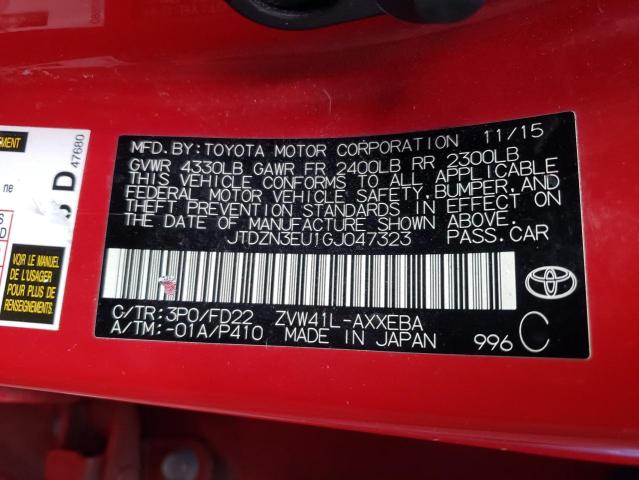 MFD.BY:TOYOTA MOTOR CORPORATION 11/15
GVWR 4330LB GAWR FR 2400LB RR 2300LB
THIS VEHICLE CONFORMS TO ALL APPLICABLE
FEDERAL MOTOR VEHICLE SAFETY,BUMPER,AND
THEFT PREVENTION STANDARDS IN EFFECT ON
THE DATE OF MANUFACTURE SHOWN ABOVE.
JTDZN3EU1GJ047323 PASS.CAR
C/TR:3P0/FD22 ZVW41L-AXXEBA
A/TM:-01A/P410 MADE IN JAPAN 996 C
D 47680
ne
VOIR MANUEL
DE L'USAGER
POUR PLUS DE